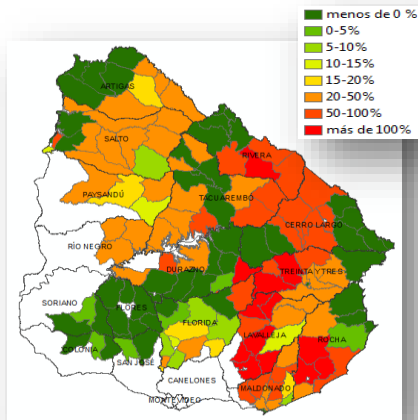 menos de 0 %
0-5%
5-10%
10-15%
15-20%
20-50%
50-100%
más de 100%
ARTIGAS
SALTO
RIVERA
PAYSANDÚ
TACUAREMBO
CERRO LARGO
RÍO NEGRO
DURAZNO
TREINTA Y TRES
SORIANO
FLORES
FLORIDA
LAVALLEJA
ROCHA
COLONIA
SAN JOSÉ
CANELONES
MALDONADO
MONTEVIDEO